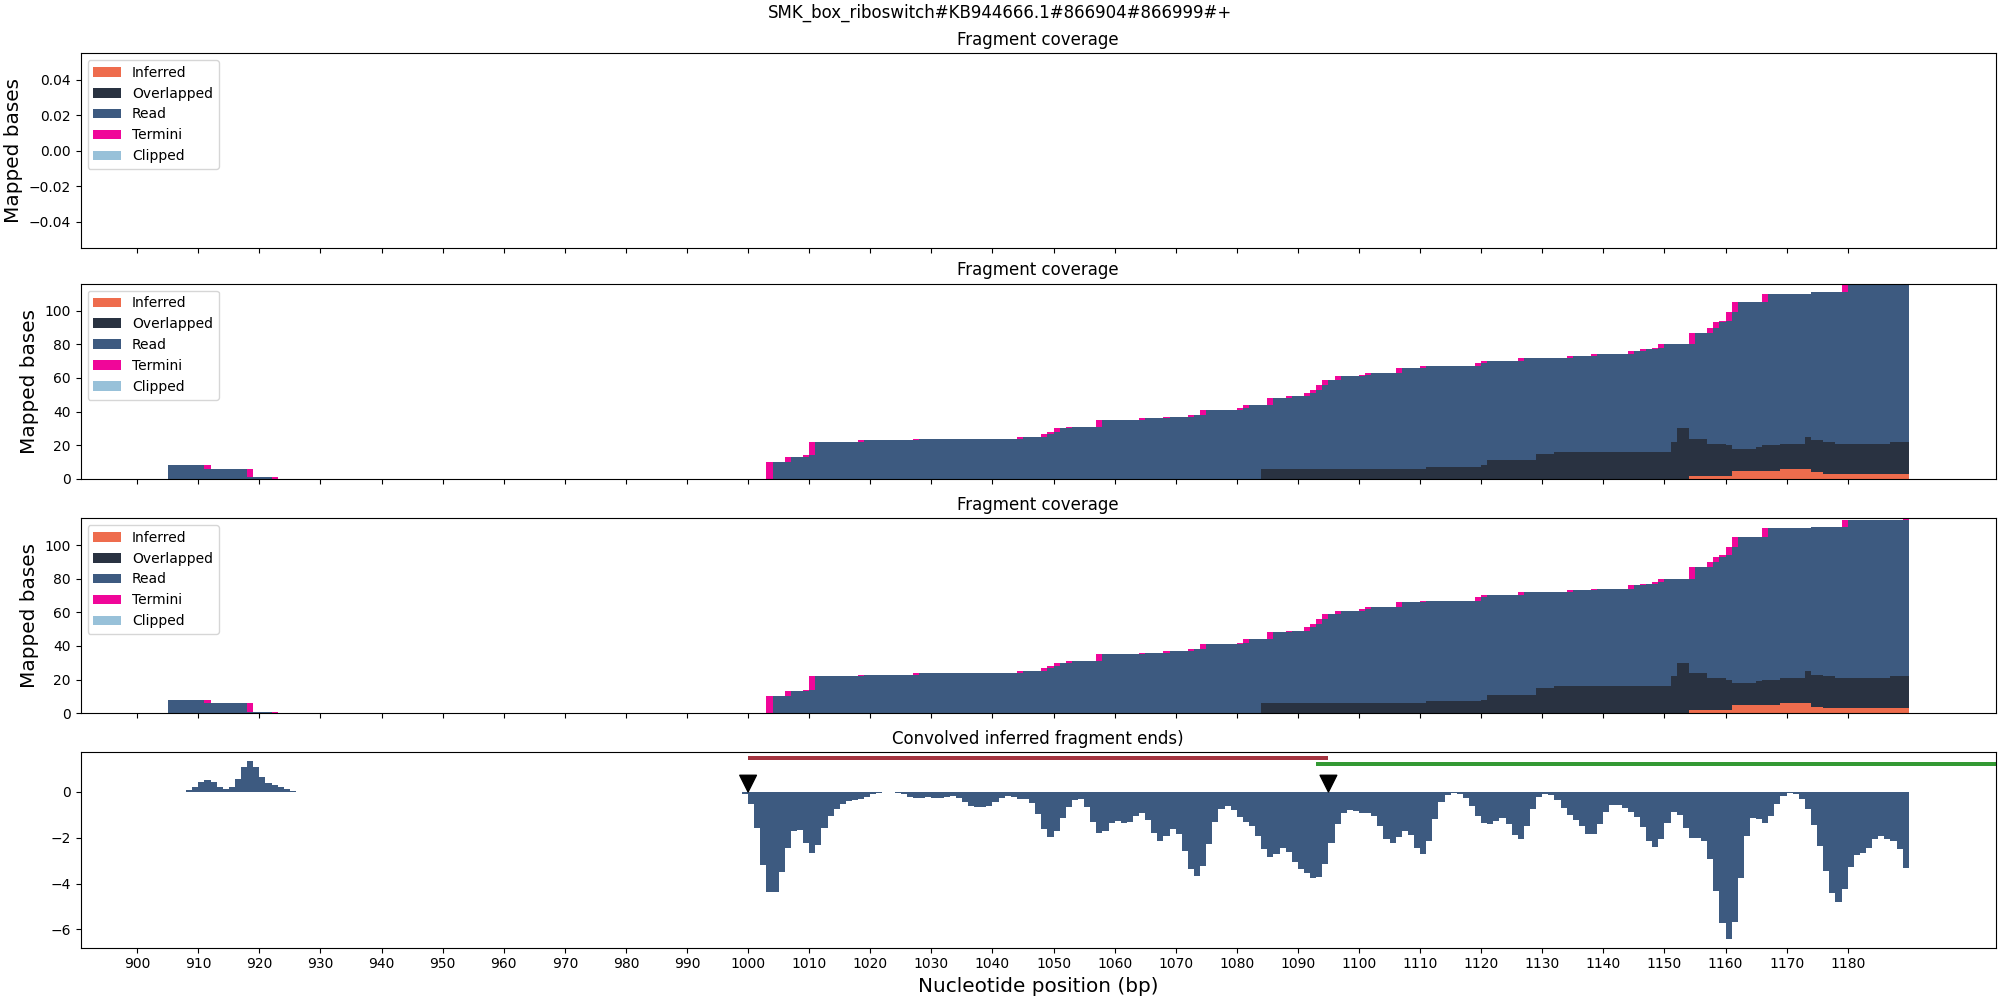 SMK_box_riboswitch#KB944666.1#866904#866999#+
Fragment coverage
Mapped bases
0.04
0.02
0.00
−0.02
−0.04
Inferred
Overlapped
Read
Termini
Clipped
Fragment coverage
Mapped bases
100
80
60
40
20
0
Inferred
Overlapped
Read
Termini
Clipped
Fragment coverage
Mapped bases
100
80
60
40
20
0
Inferred
Overlapped
Read
Termini
Clipped
Convolved inferred fragment ends)
0
−2
−4
−6
900 910 920 930 940 950 960 970 980 990 1000 1010 1020 1030 1040 1050 1060 1070 1080 1090 1100 1110 1120 1130 1140 1150 1160 1170 1180
Nucleotide position (bp)